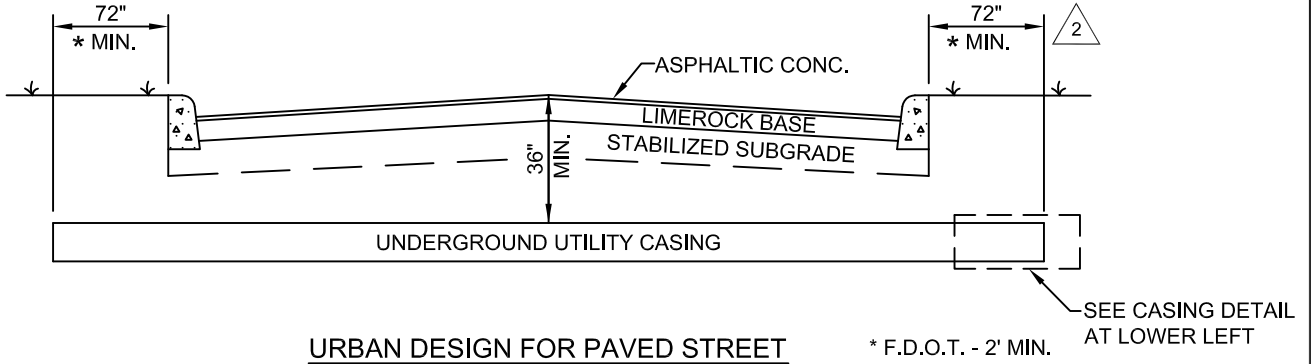 72"
* MIN.
72"
* MIN.
2
ASPHALTIC CONC.
LIMEROCK BASE
STABILIZED SUBGRADE
36"
MIN.
UNDERGROUND UTILITY CASING
SEE CASING DETAIL
AT LOWER LEFT
URBAN DESIGN FOR PAVED STREET
* F.D.O.T. - 2' MIN.